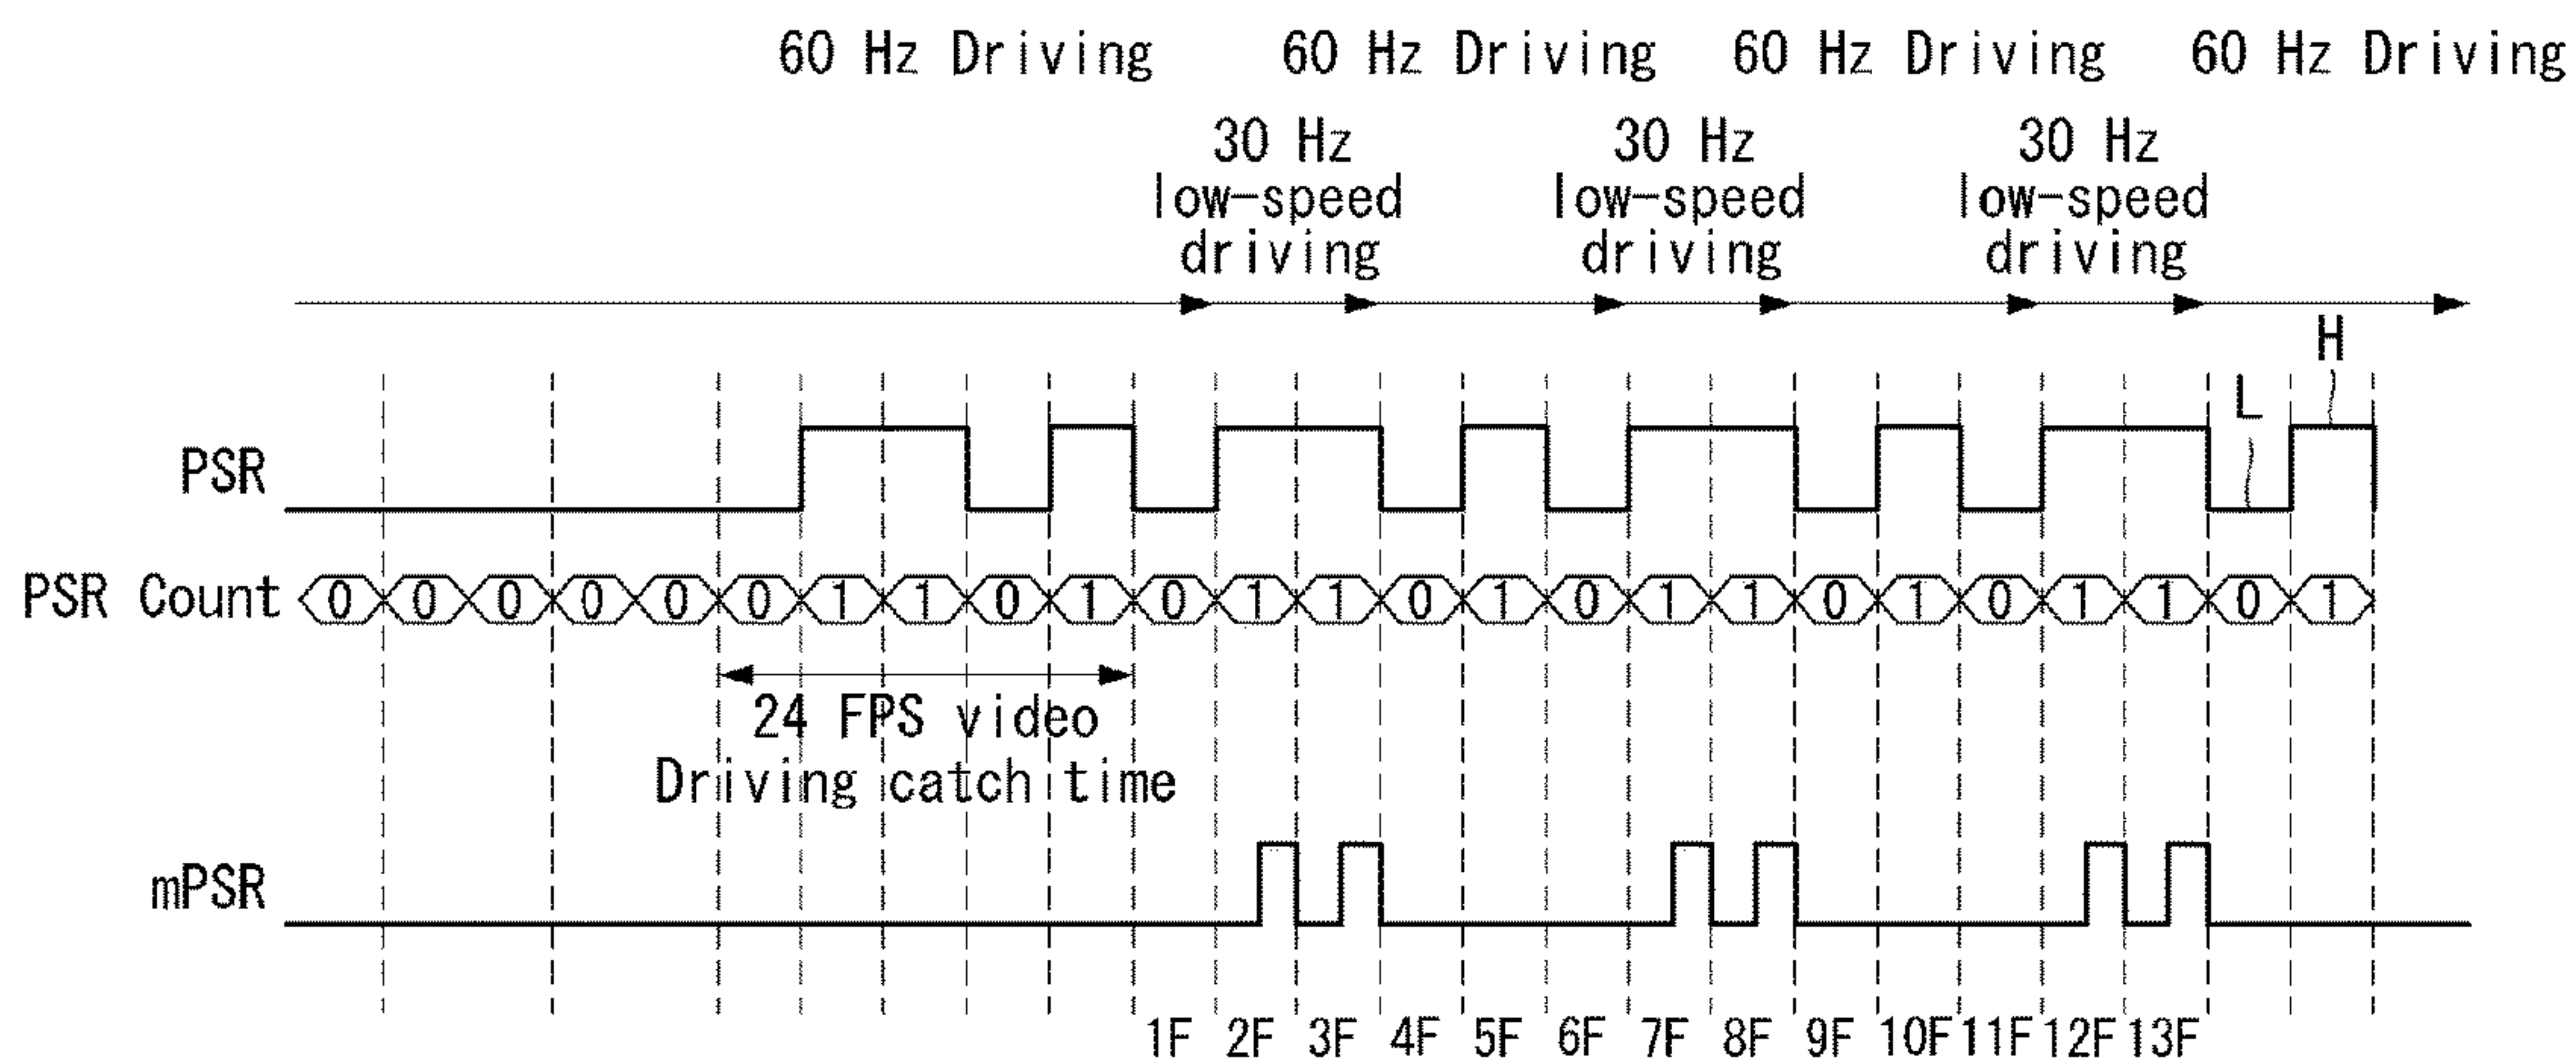 60 Hz Driving 60 Hz Driving 60 Hz Driving 60 Hz Driving
30 Hz 30 Hz 30 Hz
low-speed low-speed low-speed
driving driving driving
H
L
PSR
PSR Count 0 0 0 0 0 0 1 1 0 1 0 1 1 0 1 0 1 1 0 1 0 1 1 0 1
24 FPS video
Driving catch time
mPSR
1F 2F 3F 4F 5F 6F 7F 8F 9F 10F 11F 12F 13F